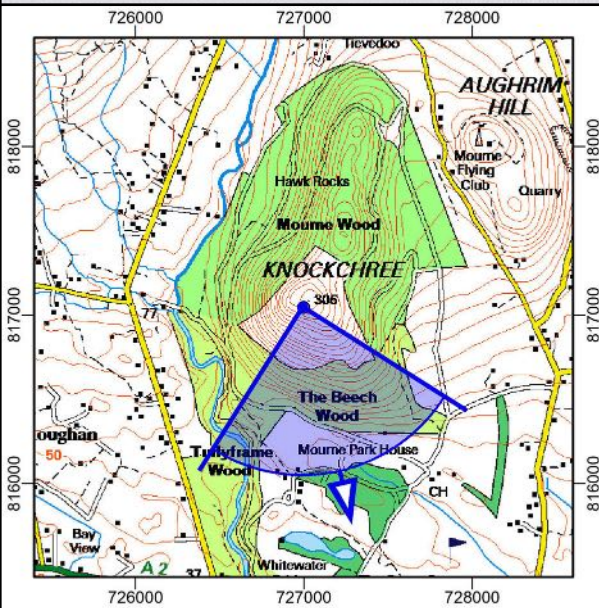 726000 727000 728000
Tievedoo
AUGHRIM
HILL
818000
818000
Mourne
Flying
Club
Hawk Rocks
Quarry
Mourne Wood
KNOCKCHREE
305
817000
77
817000
The Beech
Wood
oughan
50
Tullyframe
Wood
Mourne Park House
816000
CH
816000
Bay
View
A 2
37
Whitewater
726000 727000 728000